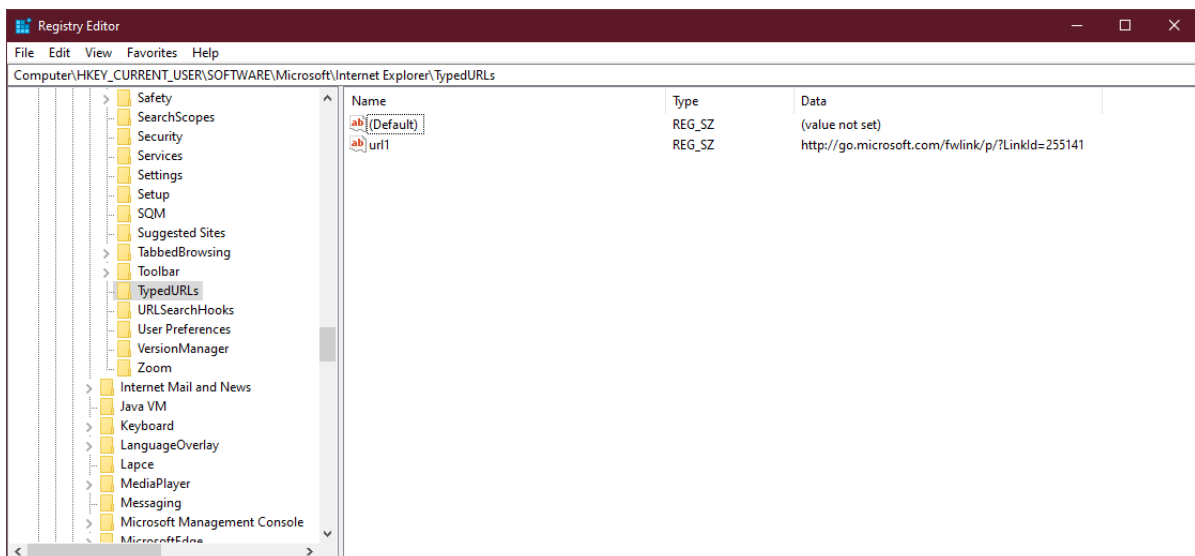 Registry Editor
File Edit View Favorites Help
Computer\HKEY_CURRENT_USER\SOFTWARE\Microsoft\Internet Explorer\TypedURLs
Safety
SearchScopes
Security
Services
Settings
Setup
SQM
Suggested Sites
TabbedBrowsing
Toolbar
TypedURLs
URLSearchHooks
User Preferences
VersionManager
Zoom
Internet Mail and News
Java VM
Keyboard
LanguageOverlay
Lapce
MediaPlayer
Messaging
Microsoft Management Console
MicrosoftEdge
Name Type Data
ab (Default) REG_SZ (value not set)
ab url1 REG_SZ http://go.microsoft.com/fwlink/p/?LinkId=255141